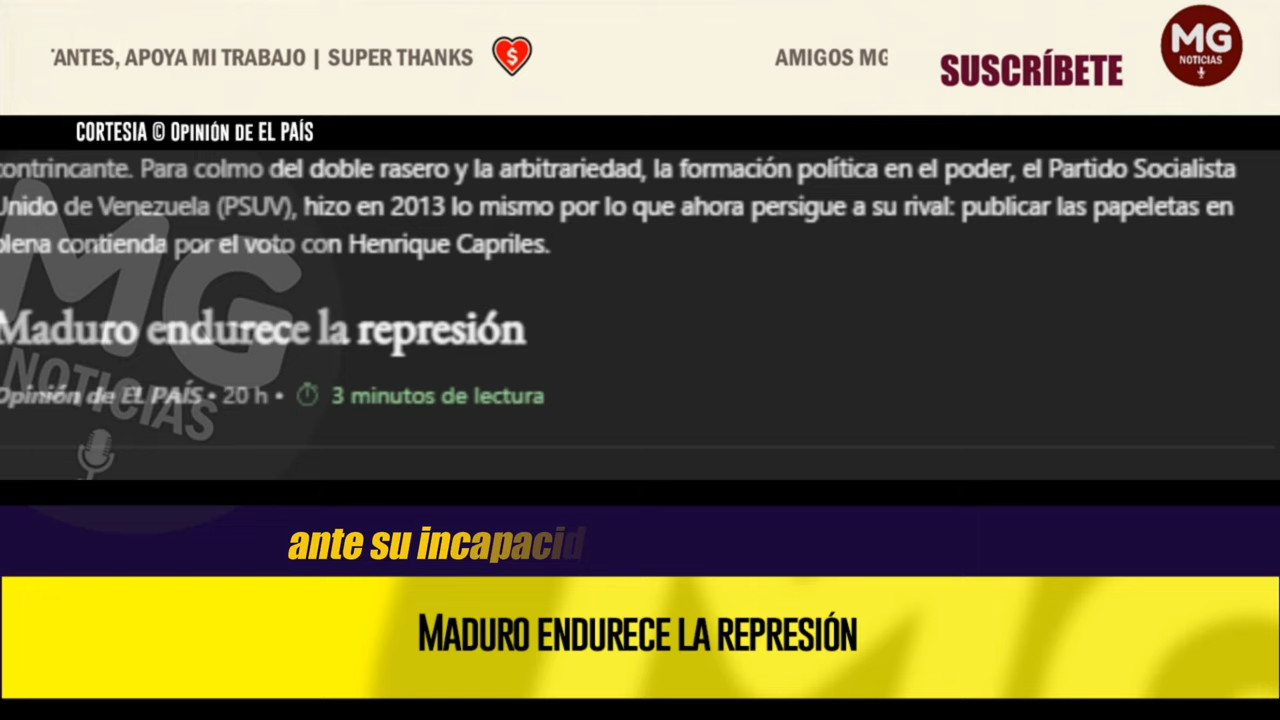 'ANTES, APOYA MI TRABAJO | SUPER THANKS
AMIGOS MG
SUSCRÍBETE
MG
NOTICIAS
CORTESIA © OPINIÓN DE EL PAÍS
contrincante. Para colmo del doble rasero y la arbitrariedad, la formación política en el poder, el Partido Socialista
Unido de Venezuela (PSUV), hizo en 2013 lo mismo por lo que ahora persigue a su rival: publicar las papeletas en
plena contienda por el voto con Henrique Capriles.
Maduro endurece la represión
Opinión de EL PAÍS • 20 h • 3 minutos de lectura
MG
NOTICIAS
ante su incapacid
MADURO ENDURECE LA REPRESIÓN